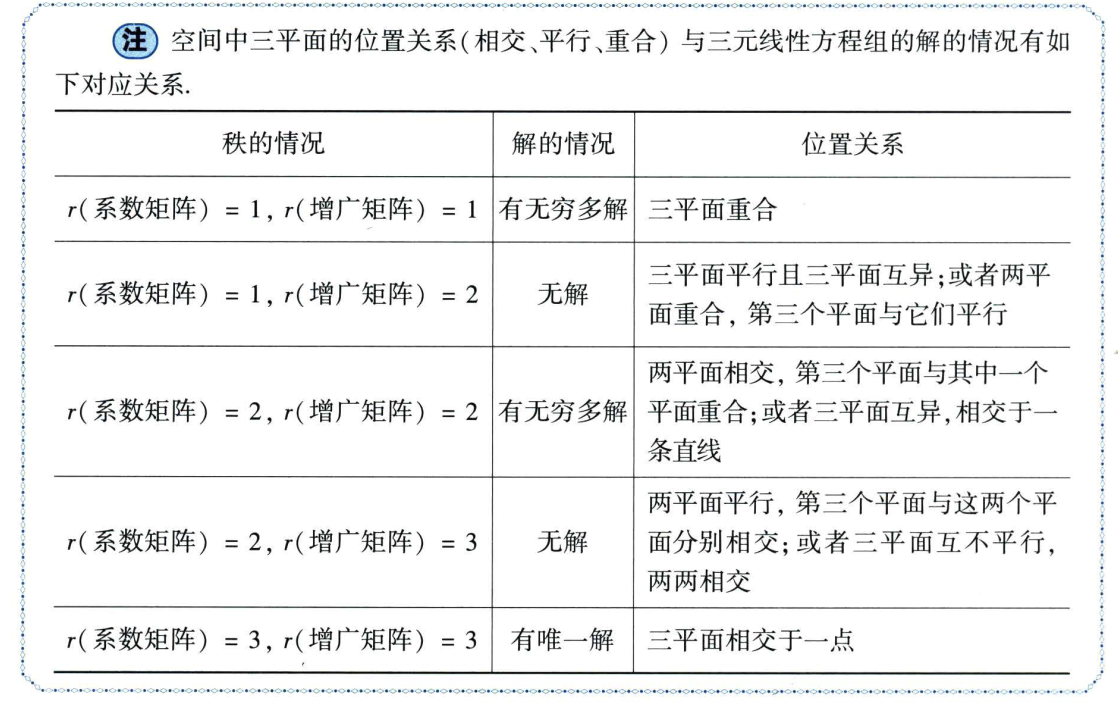 注 空间中三平面的位置关系(相交、平行、重合)与三元线性方程组的解的情况有如
下对应关系.
秩的情况 解的情况 位置关系
r(系数矩阵) = 1, r(增广矩阵) = 1 有无穷多解 三平面重合
r(系数矩阵) = 1, r(增广矩阵) = 2 无解 三平面平行且三平面互异;或者两平
面重合, 第三个平面与它们平行
r(系数矩阵) = 2, r(增广矩阵) = 2 有无穷多解 两平面相交, 第三个平面与其中一个
平面重合;或者三平面互异,相交于一
条直线
r(系数矩阵) = 2, r(增广矩阵) = 3 无解 两平面平行, 第三个平面与这两个平
面分别相交;或者三平面互不平行,
两两相交
r(系数矩阵) = 3, r(增广矩阵) = 3 有唯一解 三平面相交于一点